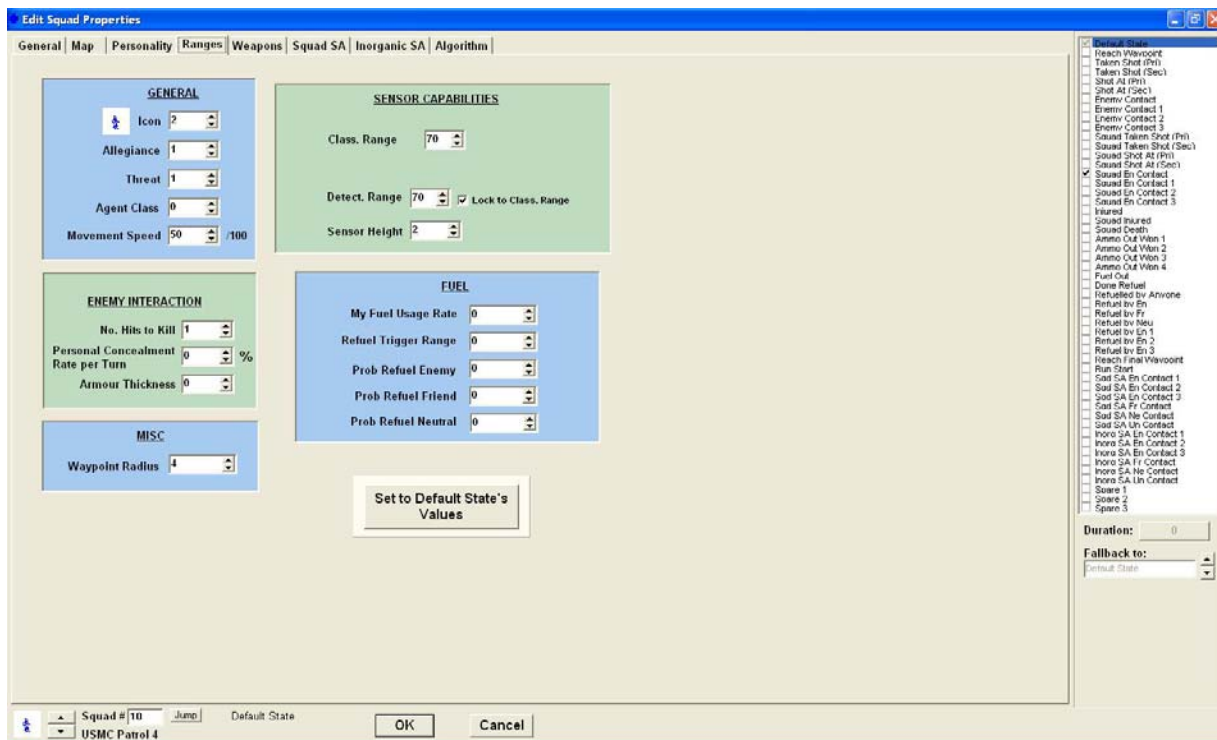 Edit Squad Properties
General Map Personality Ranges Weapons Squad SA Inorganic SA Algorithm
GENERAL
Icon 2
Allegiance 1
Threat 1
Agent Class 0
Movement Speed 50 /100
SENSOR CAPABILITIES
Class. Range 70
Detect. Range 70 Lock to Class. Range
Sensor Height 2
ENEMY INTERACTION
No. Hits to Kill 1
Personal Concealment
Rate per Turn 0 %
Armour Thickness 0
FUEL
My Fuel Usage Rate 0
Refuel Trigger Range 0
Prob Refuel Enemy 0
Prob Refuel Friend 0
Prob Refuel Neutral 0
MISC
Waypoint Radius 4
Set to Default State's
Values
Default State
Reach Waypoint
Taken Shot (Pri)
Taken Shot (Sec)
Shot At (Pri)
Shot At (Sec)
Enemy Contact
Enemy Contact 1
Enemy Contact 2
Enemy Contact 3
Squad Taken Shot (Pri)
Squad Taken Shot (Sec)
Squad Shot At (Pri)
Squad Shot At (Sec)
Squad En Contact
Squad En Contact 1
Squad En Contact 2
Squad En Contact 3
Injured
Squad Injured
Squad Death
Ammo Out Wpn 1
Ammo Out Wpn 2
Ammo Out Wpn 3
Ammo Out Wpn 4
Fuel Out
Done Refuel
Refuelled by Anyone
Refuel by En
Refuel by Fr
Refuel by Neu
Refuel by En 1
Refuel by En 2
Refuel by En 3
Reach Final Waypoint
Run Start
Sqd SA En Contact 1
Sqd SA En Contact 2
Sqd SA En Contact 3
Sqd SA Fr Contact
Sqd SA Ne Contact
Sqd SA Un Contact
Inorg SA En Contact 1
Inorg SA En Contact 2
Inorg SA En Contact 3
Inorg SA Fr Contact
Inorg SA Ne Contact
Inorg SA Un Contact
Spare 1
Spare 2
Spare 3
Duration: 0
Fallback to:
Default State
Squad # 10 Jump Default State
USMC Patrol 4
OK Cancel